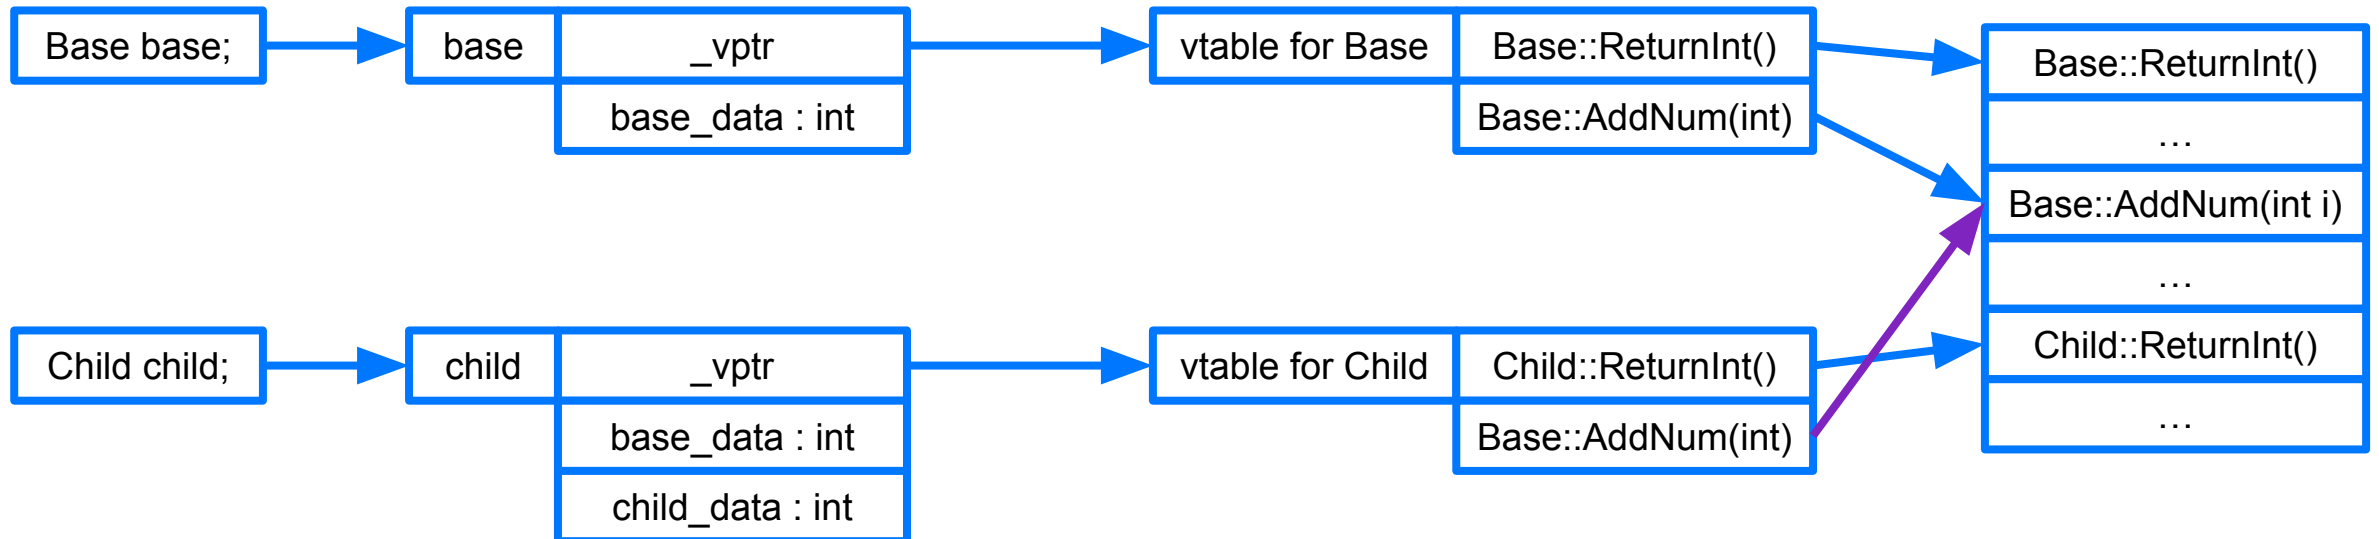 Base base;
base
_vptr
base_data : int
vtable for Base
Base::ReturnInt()
Base::AddNum(int)
Child child;
child
_vptr
base_data : int
child_data : int
vtable for Child
Child::ReturnInt()
Base::AddNum(int)
Base::ReturnInt()
...
Base::AddNum(int i)
...
Child::ReturnInt()
...